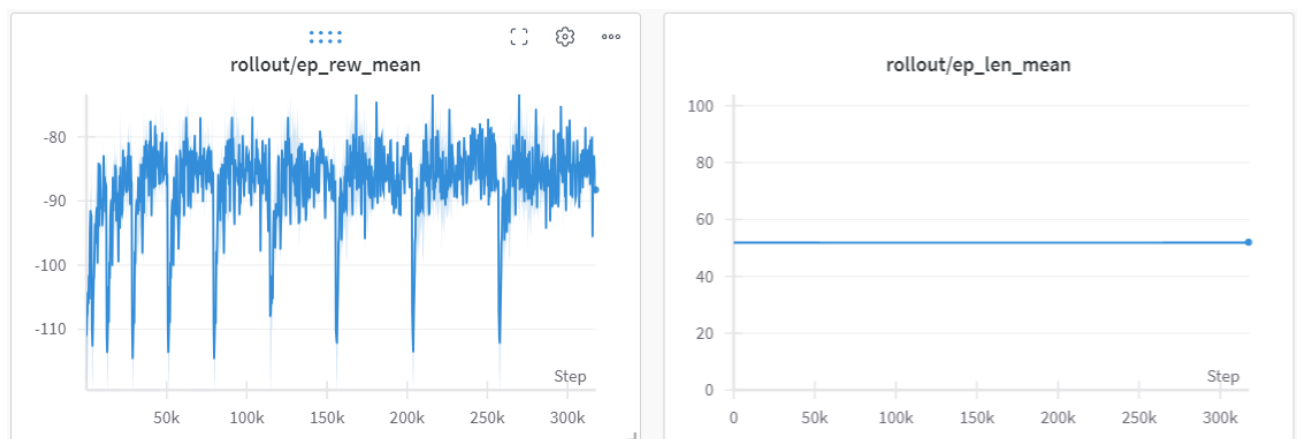 rollout/ep_rew_mean
-80
-90
-100
-110
Step
50k 100k 150k 200k 250k 300k
rollout/ep_len_mean
100
80
60
40
20
0
Step
0 50k 100k 150k 200k 250k 300k